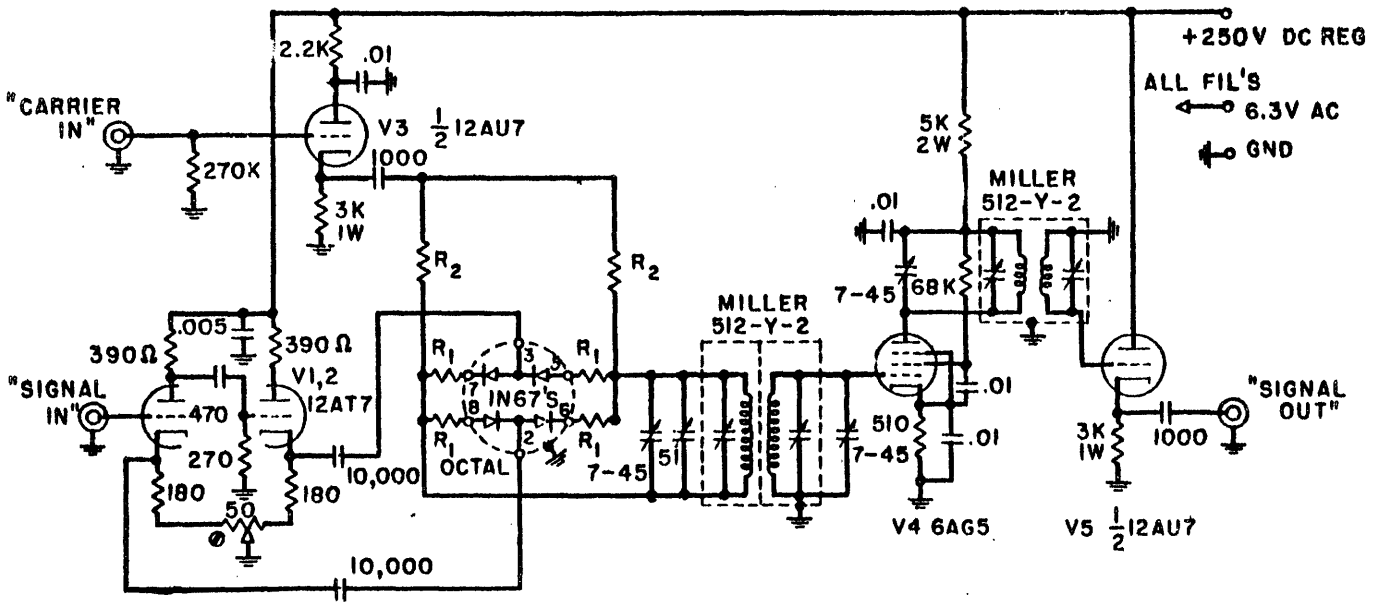 +250V DC REG
ALL FIL'S
6.3V AC
GND
2.2K
.01
"CARRIER
IN"
V3 1/2 12AU7
270K
1000
3K
1W
R2
R2
5K
2W
MILLER
512-Y-2
.01
7-45
68K
MILLER
512-Y-2
.005
390Ω
390Ω
"SIGNAL
IN"
V1,2
12AT7
470
270
180
180
50
10,000
10,000
R1
R1
R1
R1
3
5
7
8
1N67'S
6
2
OCTAL
7-45
51
7-45
510
.01
.01
V4 6AG5
3K
1W
1000
"SIGNAL
OUT"
V5 1/2 12AU7